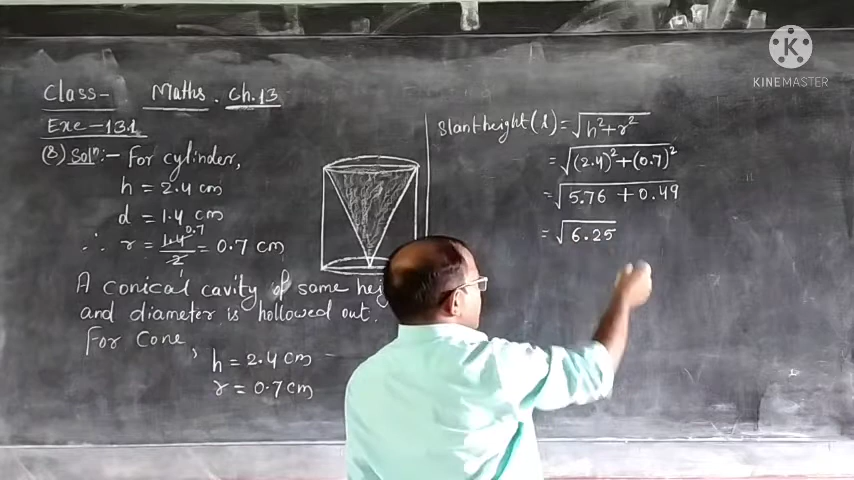 Class- Maths. Ch.13
Exe-13.1
(8) Solⁿ:- For cylinder,
h = 2.4 cm
d = 1.4 cm
∴ r = 1.4/2 0.7 1 = 0.7 cm
A conical cavity of same
and diameter is hollowed out.
For Cone,
h = 2.4 cm
r = 0.7 cm
Slant height (l) = √h²+r²
= √(2.4)²+(0.7)²
= √5.76 + 0.49
= √6.25
K
KINEMASTER